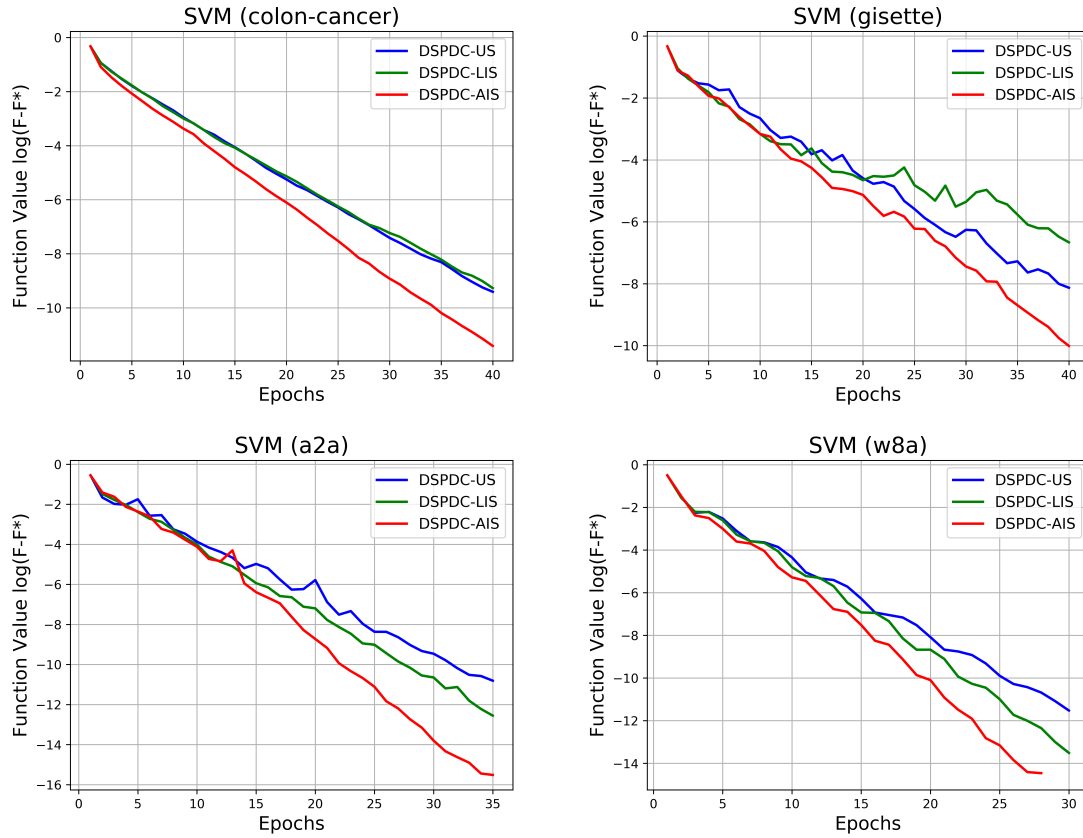 SVM (colon-cancer)
Function Value log(F-F*)
0
−2
−4
−6
−8
−10
DSPDC-US
DSPDC-LIS
DSPDC-AIS
0 5 10 15 20 25 30 35 40
Epochs
SVM (gisette)
Function Value log(F-F*)
0
−2
−4
−6
−8
−10
DSPDC-US
DSPDC-LIS
DSPDC-AIS
0 5 10 15 20 25 30 35 40
Epochs
SVM (a2a)
Function Value log(F-F*)
0
−2
−4
−6
−8
−10
−12
−14
−16
DSPDC-US
DSPDC-LIS
DSPDC-AIS
0 5 10 15 20 25 30 35
Epochs
SVM (w8a)
Function Value log(F-F*)
0
−2
−4
−6
−8
−10
−12
−14
DSPDC-US
DSPDC-LIS
DSPDC-AIS
0 5 10 15 20 25 30
Epochs